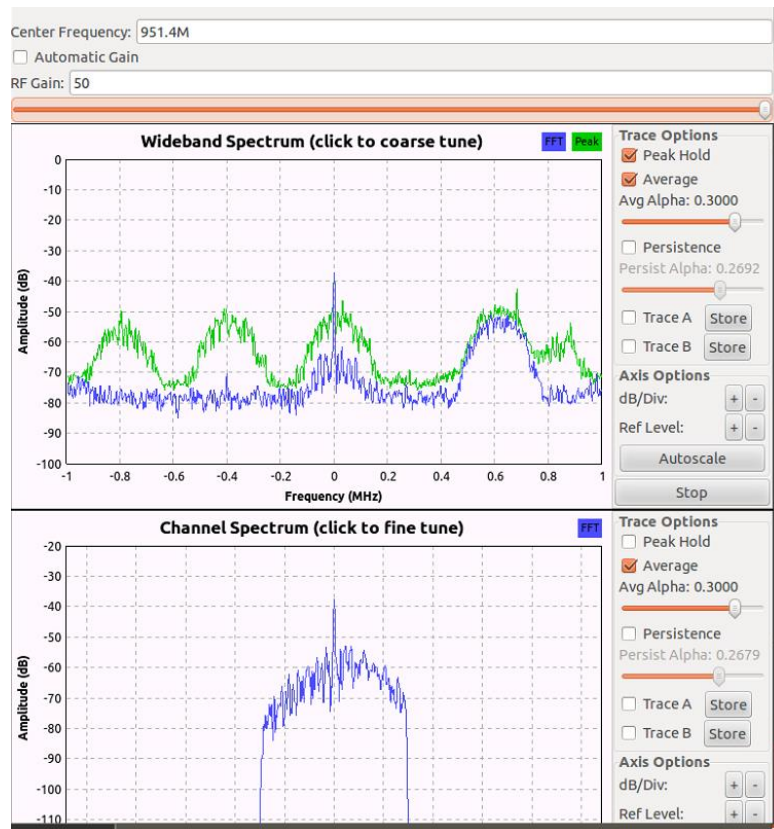 Center Frequency: 951.4M
Automatic Gain
RF Gain: 50
Wideband Spectrum (click to coarse tune)
FFT Peak
0
-10
-20
-30
-40
-50
-60
-70
-80
-90
-100
Amplitude (dB)
-1 -0.8 -0.6 -0.4 -0.2 0 0.2 0.4 0.6 0.8 1
Frequency (MHz)
Trace Options
Peak Hold
Average
Avg Alpha: 0.3000
Persistence
Persist Alpha: 0.2692
Trace A Store
Trace B Store
Axis Options
dB/Div: + -
Ref Level: + -
Autoscale
Stop
Channel Spectrum (click to fine tune)
FFT
-20
-30
-40
-50
-60
-70
-80
-90
-100
-110
Amplitude (dB)
Trace Options
Peak Hold
Average
Avg Alpha: 0.3000
Persistence
Persist Alpha: 0.2679
Trace A Store
Trace B Store
Axis Options
dB/Div: + -
Ref Level: + -